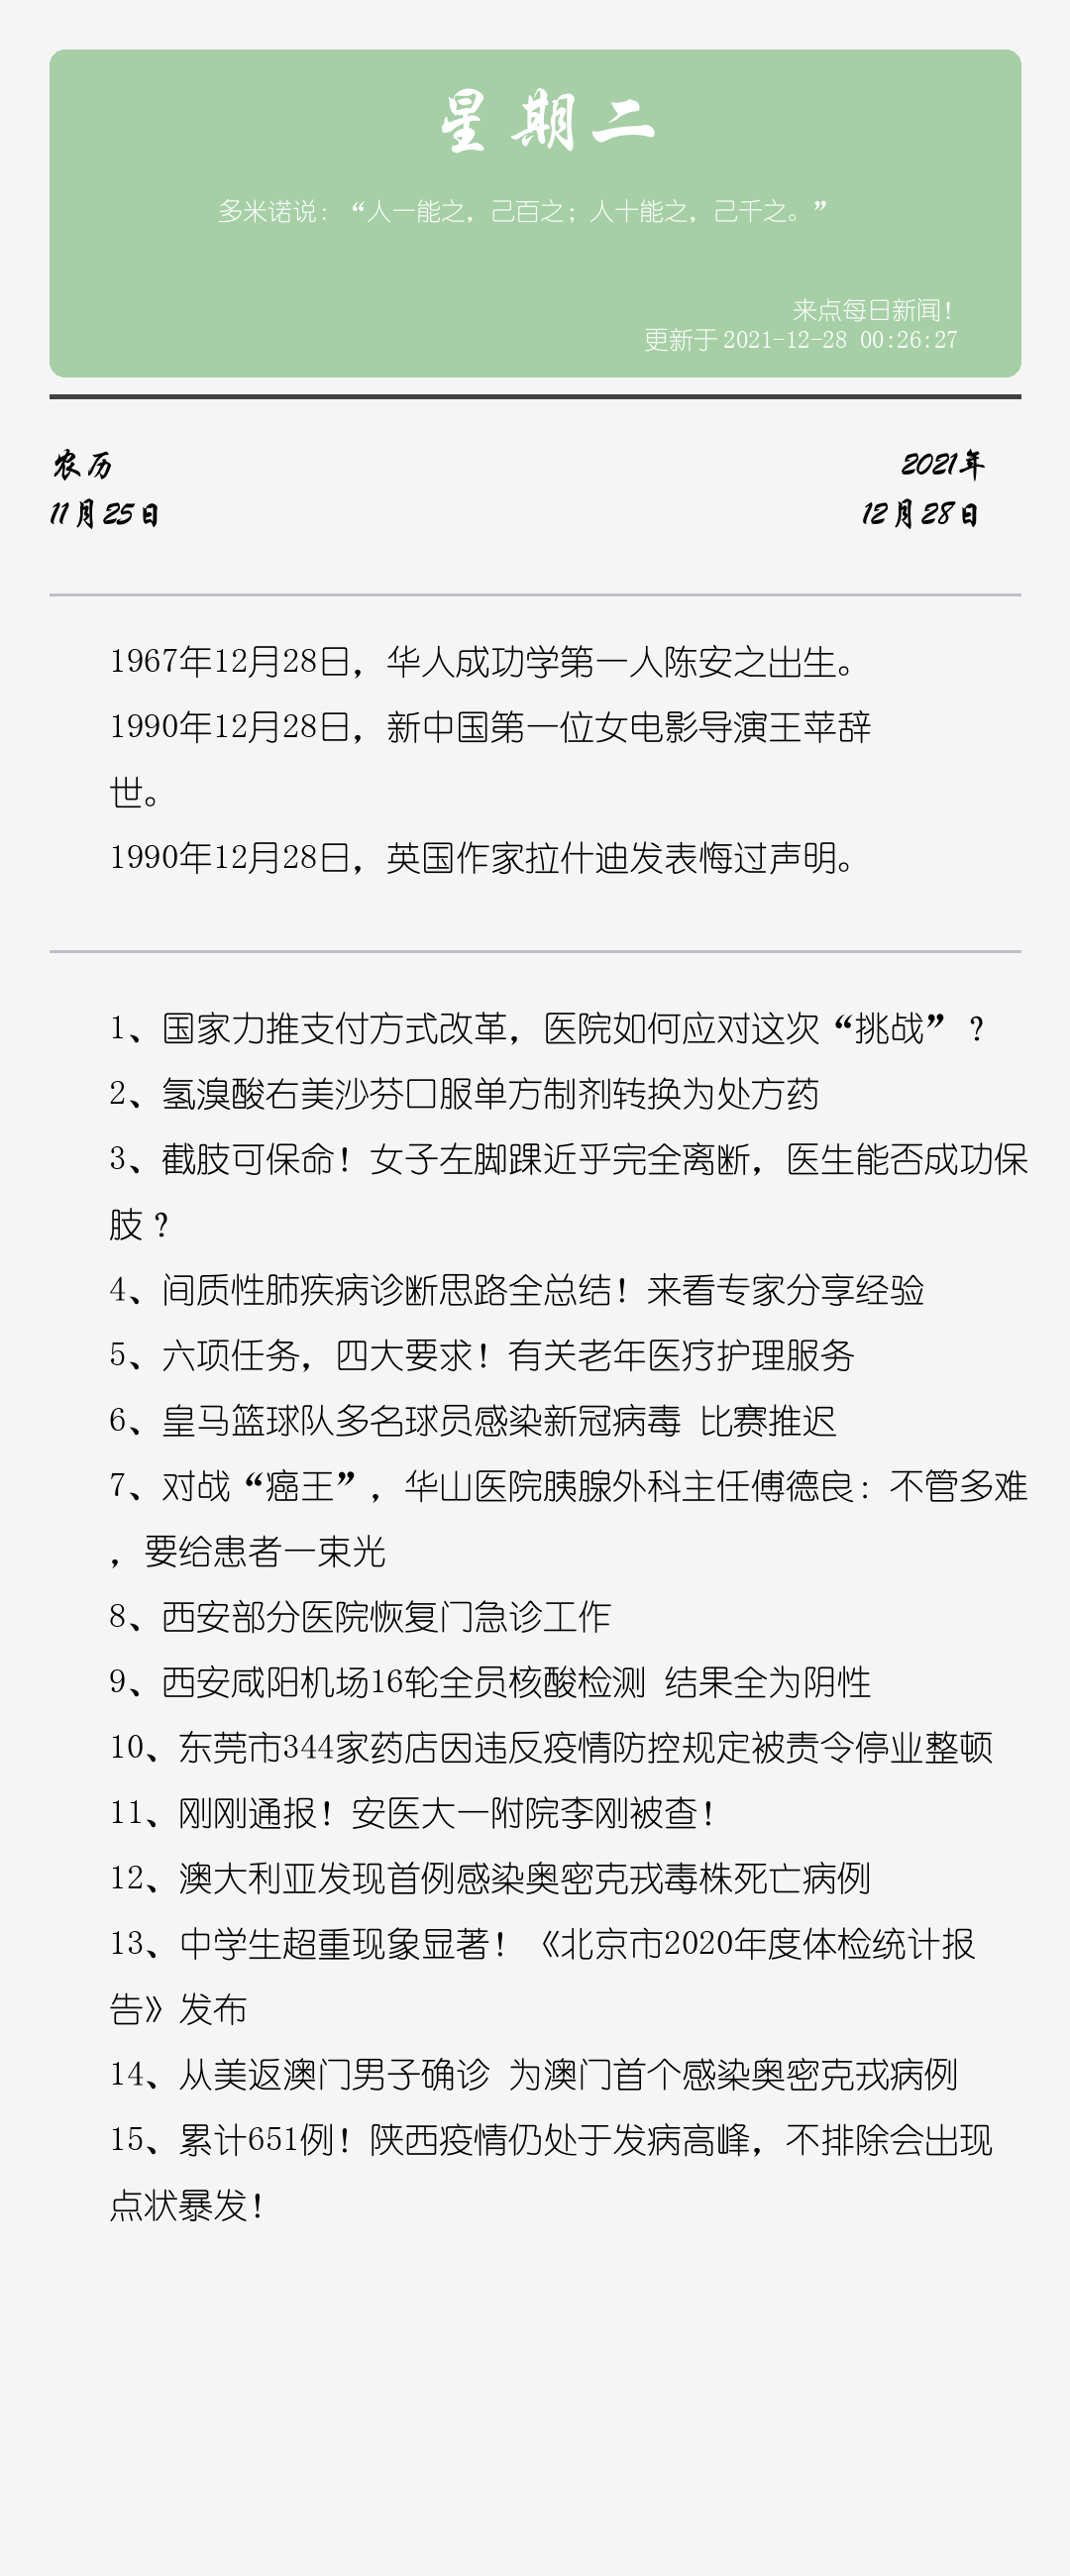 星期二
多米诺说：“人一能之，己百之；人十能之，己千之。”
来点每日新闻！
更新于 2021-12-28 00:26:27
农历
2021年
11月25日
12月28日
1967年12月28日，华人成功学第一人陈安之出生。
1990年12月28日，新中国第一位女电影导演王苹辞
世。
1990年12月28日，英国作家拉什迪发表悔过声明。
1、国家力推支付方式改革，医院如何应对这次“挑战”？
2、氢溴酸右美沙芬口服单方制剂转换为处方药
3、截肢可保命！女子左脚踝近乎完全离断，医生能否成功保
肢？
4、间质性肺疾病诊断思路全总结！来看专家分享经验
5、六项任务，四大要求！有关老年医疗护理服务
6、皇马篮球队多名球员感染新冠病毒 比赛推迟
7、对战“癌王”，华山医院胰腺外科主任傅德良：不管多难
，要给患者一束光
8、西安部分医院恢复门急诊工作
9、西安咸阳机场16轮全员核酸检测 结果全为阴性
10、东莞市344家药店因违反疫情防控规定被责令停业整顿
11、刚刚通报！安医大一附院李刚被查！
12、澳大利亚发现首例感染奥密克戎毒株死亡病例
13、中学生超重现象显著！《北京市2020年度体检统计报
告》发布
14、从美返澳门男子确诊 为澳门首个感染奥密克戎病例
15、累计651例！陕西疫情仍处于发病高峰，不排除会出现
点状暴发！